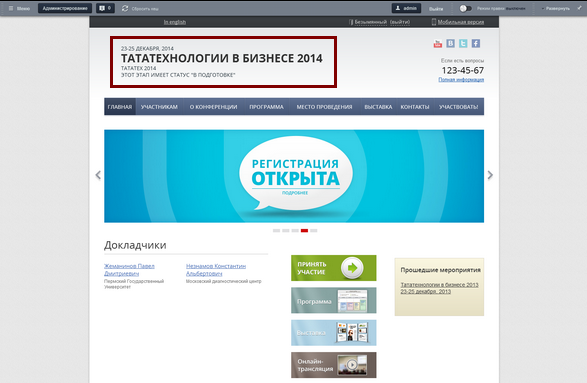 Меню
Администрирование
0
Сбросить кеш
admin
Выйти
Режим правки выключен
Развернуть
In english
Безымянный (выйти)
Мобильная версия
23-25 ДЕКАБРЯ, 2014
ТАТАТЕХНОЛОГИИ В БИЗНЕСЕ 2014
ТАТАТЕХ 2014
ЭТОТ ЭТАП ИМЕЕТ СТАТУС "В ПОДГОТОВКЕ"
Если есть вопросы
123-45-67
Полная информация
ГЛАВНАЯ
УЧАСТНИКАМ
О КОНФЕРЕНЦИИ
ПРОГРАММА
МЕСТО ПРОВЕДЕНИЯ
ВЫСТАВКА
КОНТАКТЫ
УЧАСТВОВАТЬ!
РЕГИСТРАЦИЯ
ОТКРЫТА
ПОДРОБНЕЕ
Докладчики
Жеманинов Павел
Дмитриевич
Пермский Государственный
Университет
Незнамов Константин
Альбертович
Московский диагностический центр
ПРИНЯТЬ
УЧАСТИЕ
Программа
Выставка
Онлайн-
трансляция
Прошедшие мероприятия
Тататехнологии в бизнесе 2013
23-25 декабря, 2013